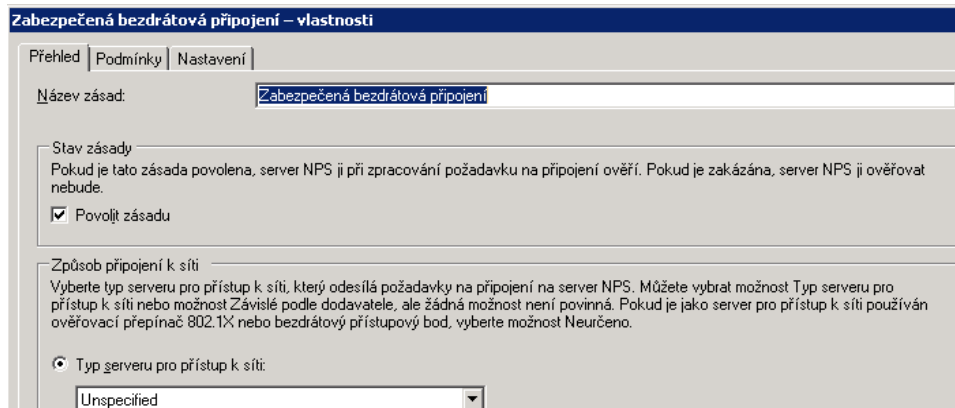 Zabezpečená bezdrátová připojení – vlastnosti
Přehled Podmínky Nastavení
Název zásad: Zabezpečená bezdrátová připojení
Stav zásady
Pokud je tato zásada povolena, server NPS ji při zpracování požadavku na připojení ověří. Pokud je zakázána, server NPS ji ověřovat
nebude.
Povolit zásadu
Způsob připojení k síti
Vyberte typ serveru pro přístup k síti, který odesílá požadavky na připojení na server NPS. Můžete vybrat možnost Typ serveru pro
přístup k síti nebo možnost Závislé podle dodavatele, ale žádná možnost není povinná. Pokud je jako server pro přístup k síti používán
ověřovací přepínač 802.1X nebo bezdrátový přístupový bod, vyberte možnost Neurčeno.
Typ serveru pro přístup k síti:
Unspecified